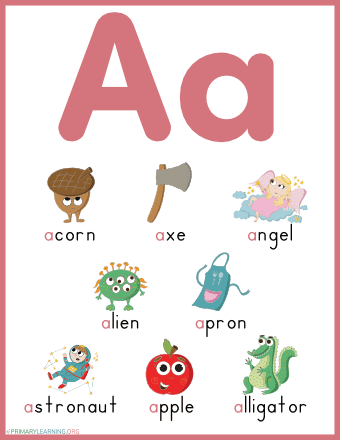 Aa
acorn axe angel
alien apron
astronaut apple alligator
©PRIMARYLEARNING.ORG